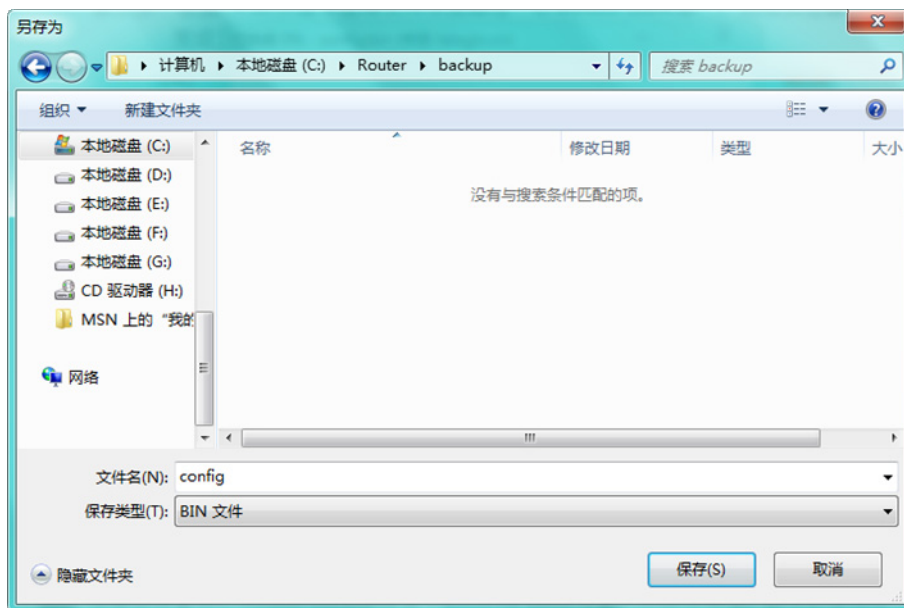 另存为
计算机 本地磁盘 (C:) Router backup
搜索 backup
组织 新建文件夹
本地磁盘 (C:)
本地磁盘 (D:)
本地磁盘 (E:)
本地磁盘 (F:)
本地磁盘 (G:)
CD 驱动器 (H:)
MSN 上的“我的
网络
名称 修改日期 类型 大小
没有与搜索条件匹配的项。
文件名(N): config
保存类型(T): BIN 文件
隐藏文件夹
保存(S) 取消